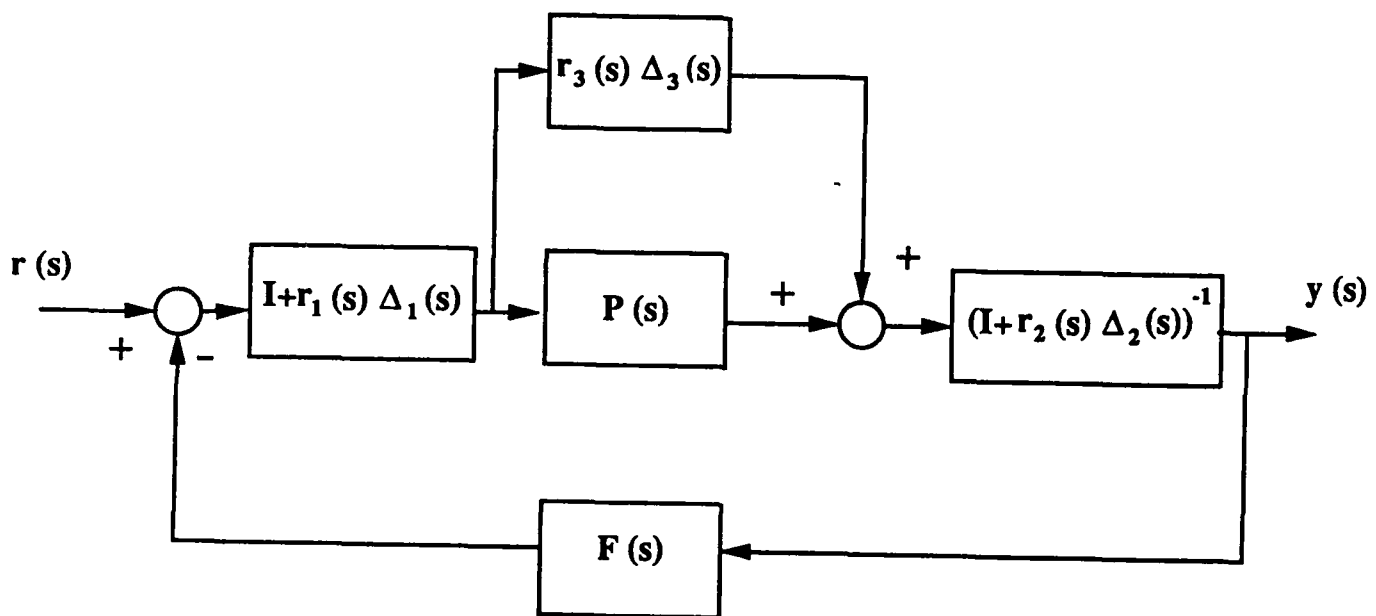 r₃ (s) Δ₃(s)
r (s)
+
-
I+r₁ (s) Δ₁(s)
P (s)
+
+
(I+r₂ (s) Δ₂(s))⁻¹
y (s)
F (s)